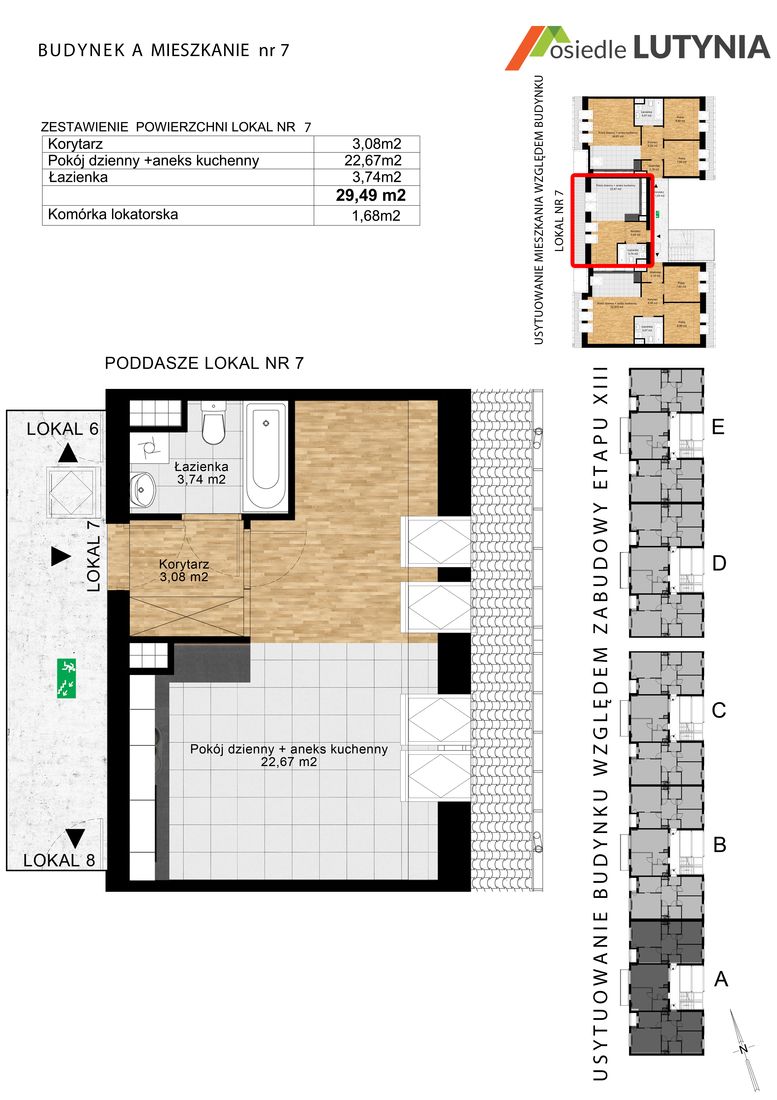 BUDYNEK A MIESZKANIE nr 7
osiedle LUTYNIA
ZESTAWIENIE POWIERZCHNI LOKAL NR 7
Korytarz 3,08m2
Pokój dzienny +aneks kuchenny 22,67m2
Łazienka 3,74m2
29,49 m2
Komórka lokatorska 1,68m2
USYTUOWANIE MIESZKANIA WZGLĘDEM BUDYNKU
LOKAL NR 7
PODDASZE LOKAL NR 7
LOKAL 6
LOKAL 7
LOKAL 8
Łazienka
3,74 m2
Korytarz
3,08 m2
Pokój dzienny + aneks kuchenny
22,67 m2
USYTUOWANIE BUDYNKU WZGLĘDEM ZABUDOWY ETAPU XIII
E
D
C
B
A
N